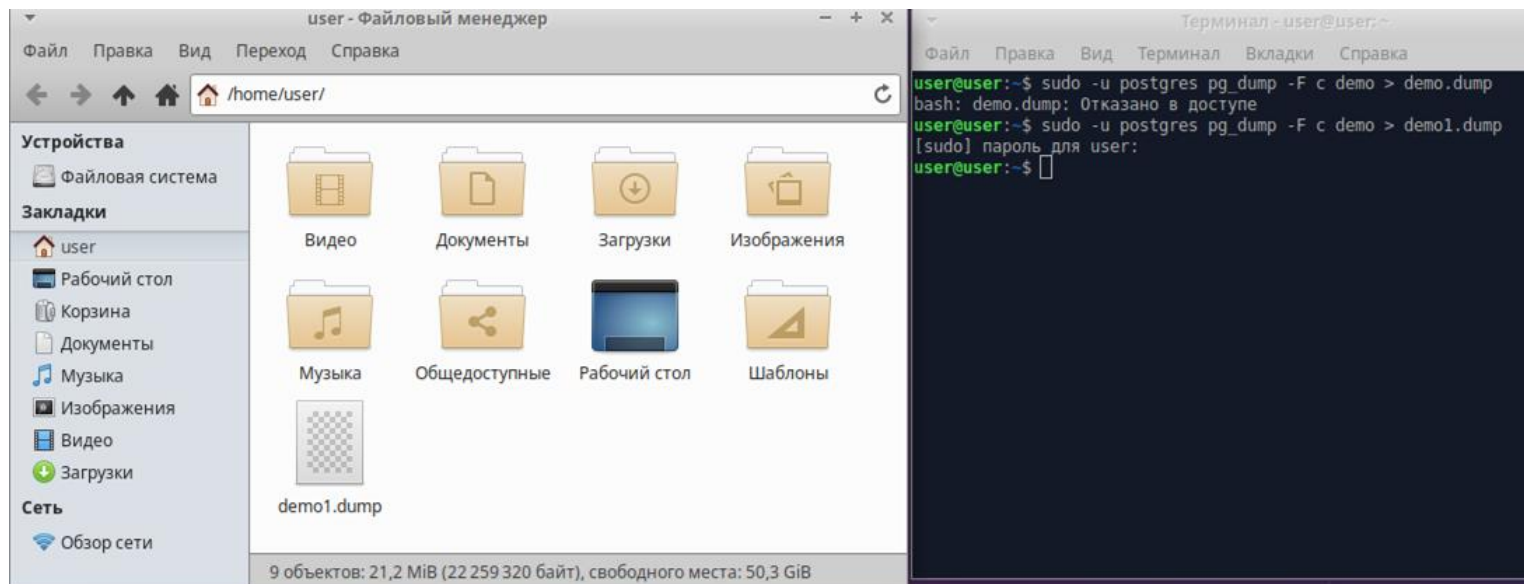 user - Файловый менеджер
Файл Правка Вид Переход Справка
/home/user/
Устройства
Файловая система
Закладки
user
Рабочий стол
Корзина
Документы
Музыка
Изображения
Видео
Загрузки
Сеть
Обзор сети
Видео Документы Загрузки Изображения
Музыка Общедоступные Рабочий стол Шаблоны
demo1.dump
9 объектов: 21,2 MiB (22 259 320 байт), свободного места: 50,3 GiB
Терминал - user@user: ~
Файл Правка Вид Терминал Вкладки Справка
user@user:~$ sudo -u postgres pg_dump -F c demo > demo.dump
bash: demo.dump: Отказано в доступе
user@user:~$ sudo -u postgres pg_dump -F c demo > demo1.dump
[sudo] пароль для user:
user@user:~$